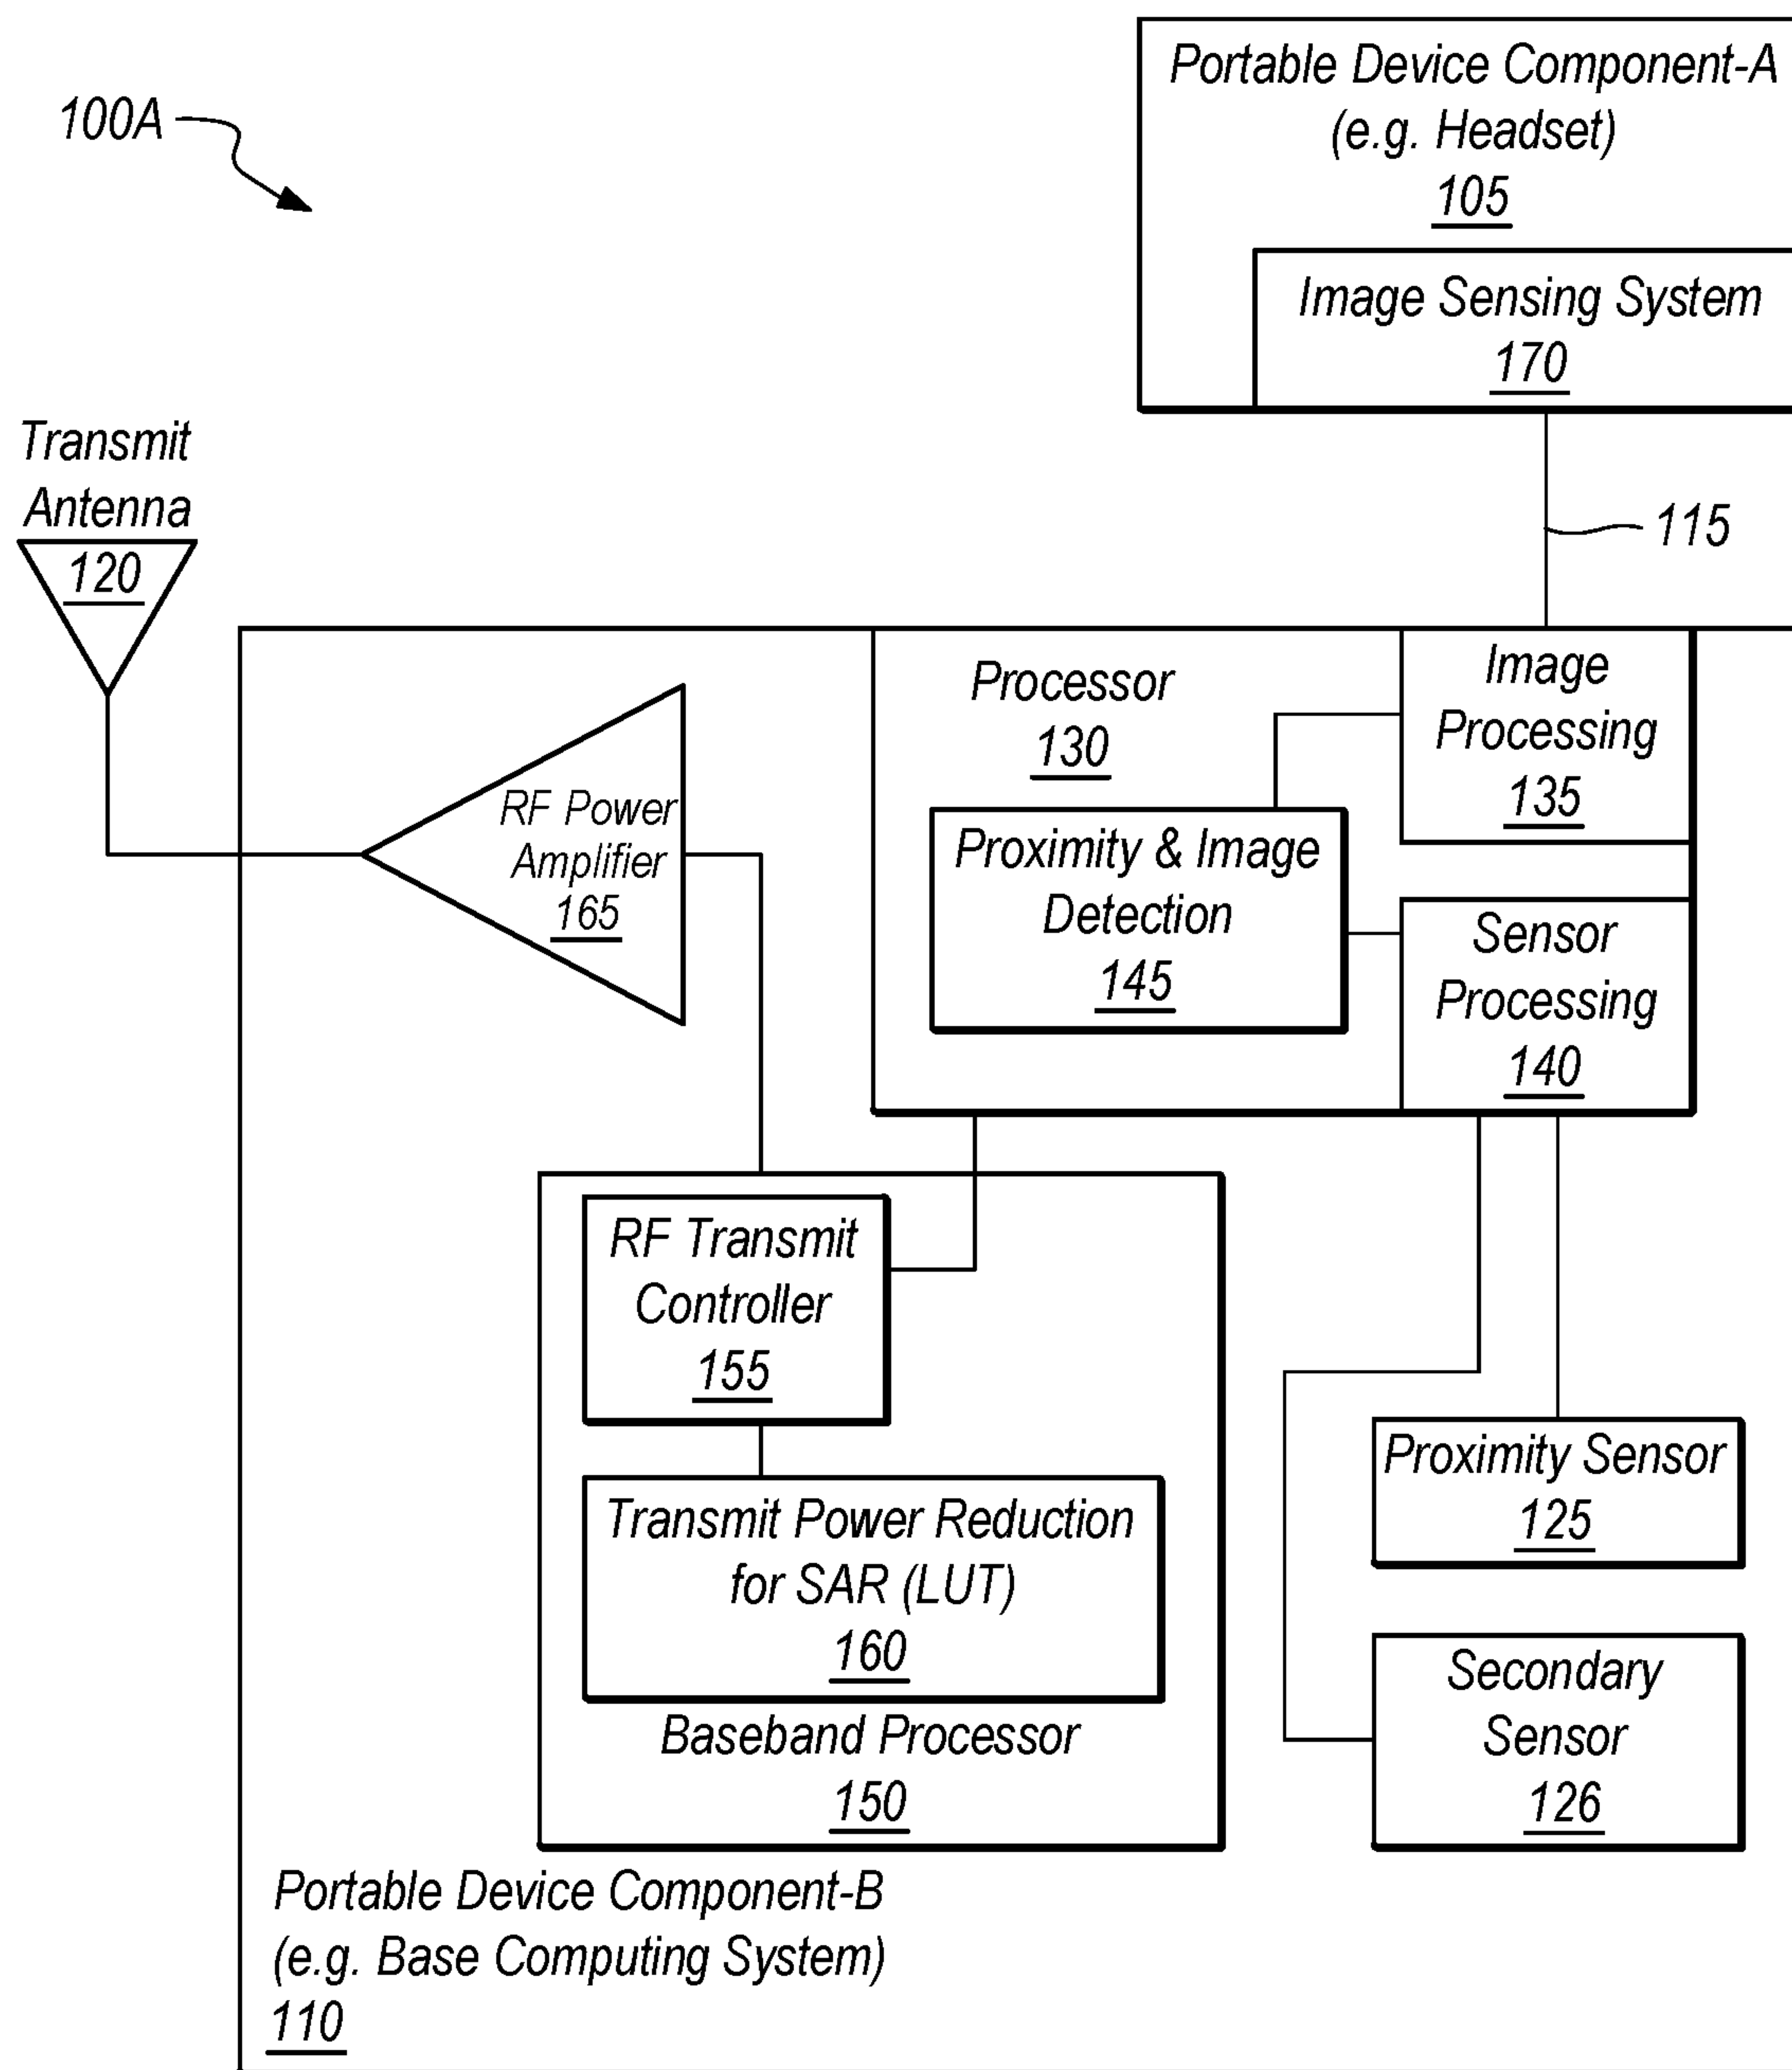 100A
Portable Device Component-A
(e.g. Headset)
105
Image Sensing System
170
115
Transmit
Antenna
120
RF Power
Amplifier
165
Processor
130
Image
Processing
135
Proximity & Image
Detection
145
Sensor
Processing
140
RF Transmit
Controller
155
Transmit Power Reduction
for SAR (LUT)
160
Baseband Processor
150
Proximity Sensor
125
Secondary
Sensor
126
Portable Device Component-B
(e.g. Base Computing System)
110